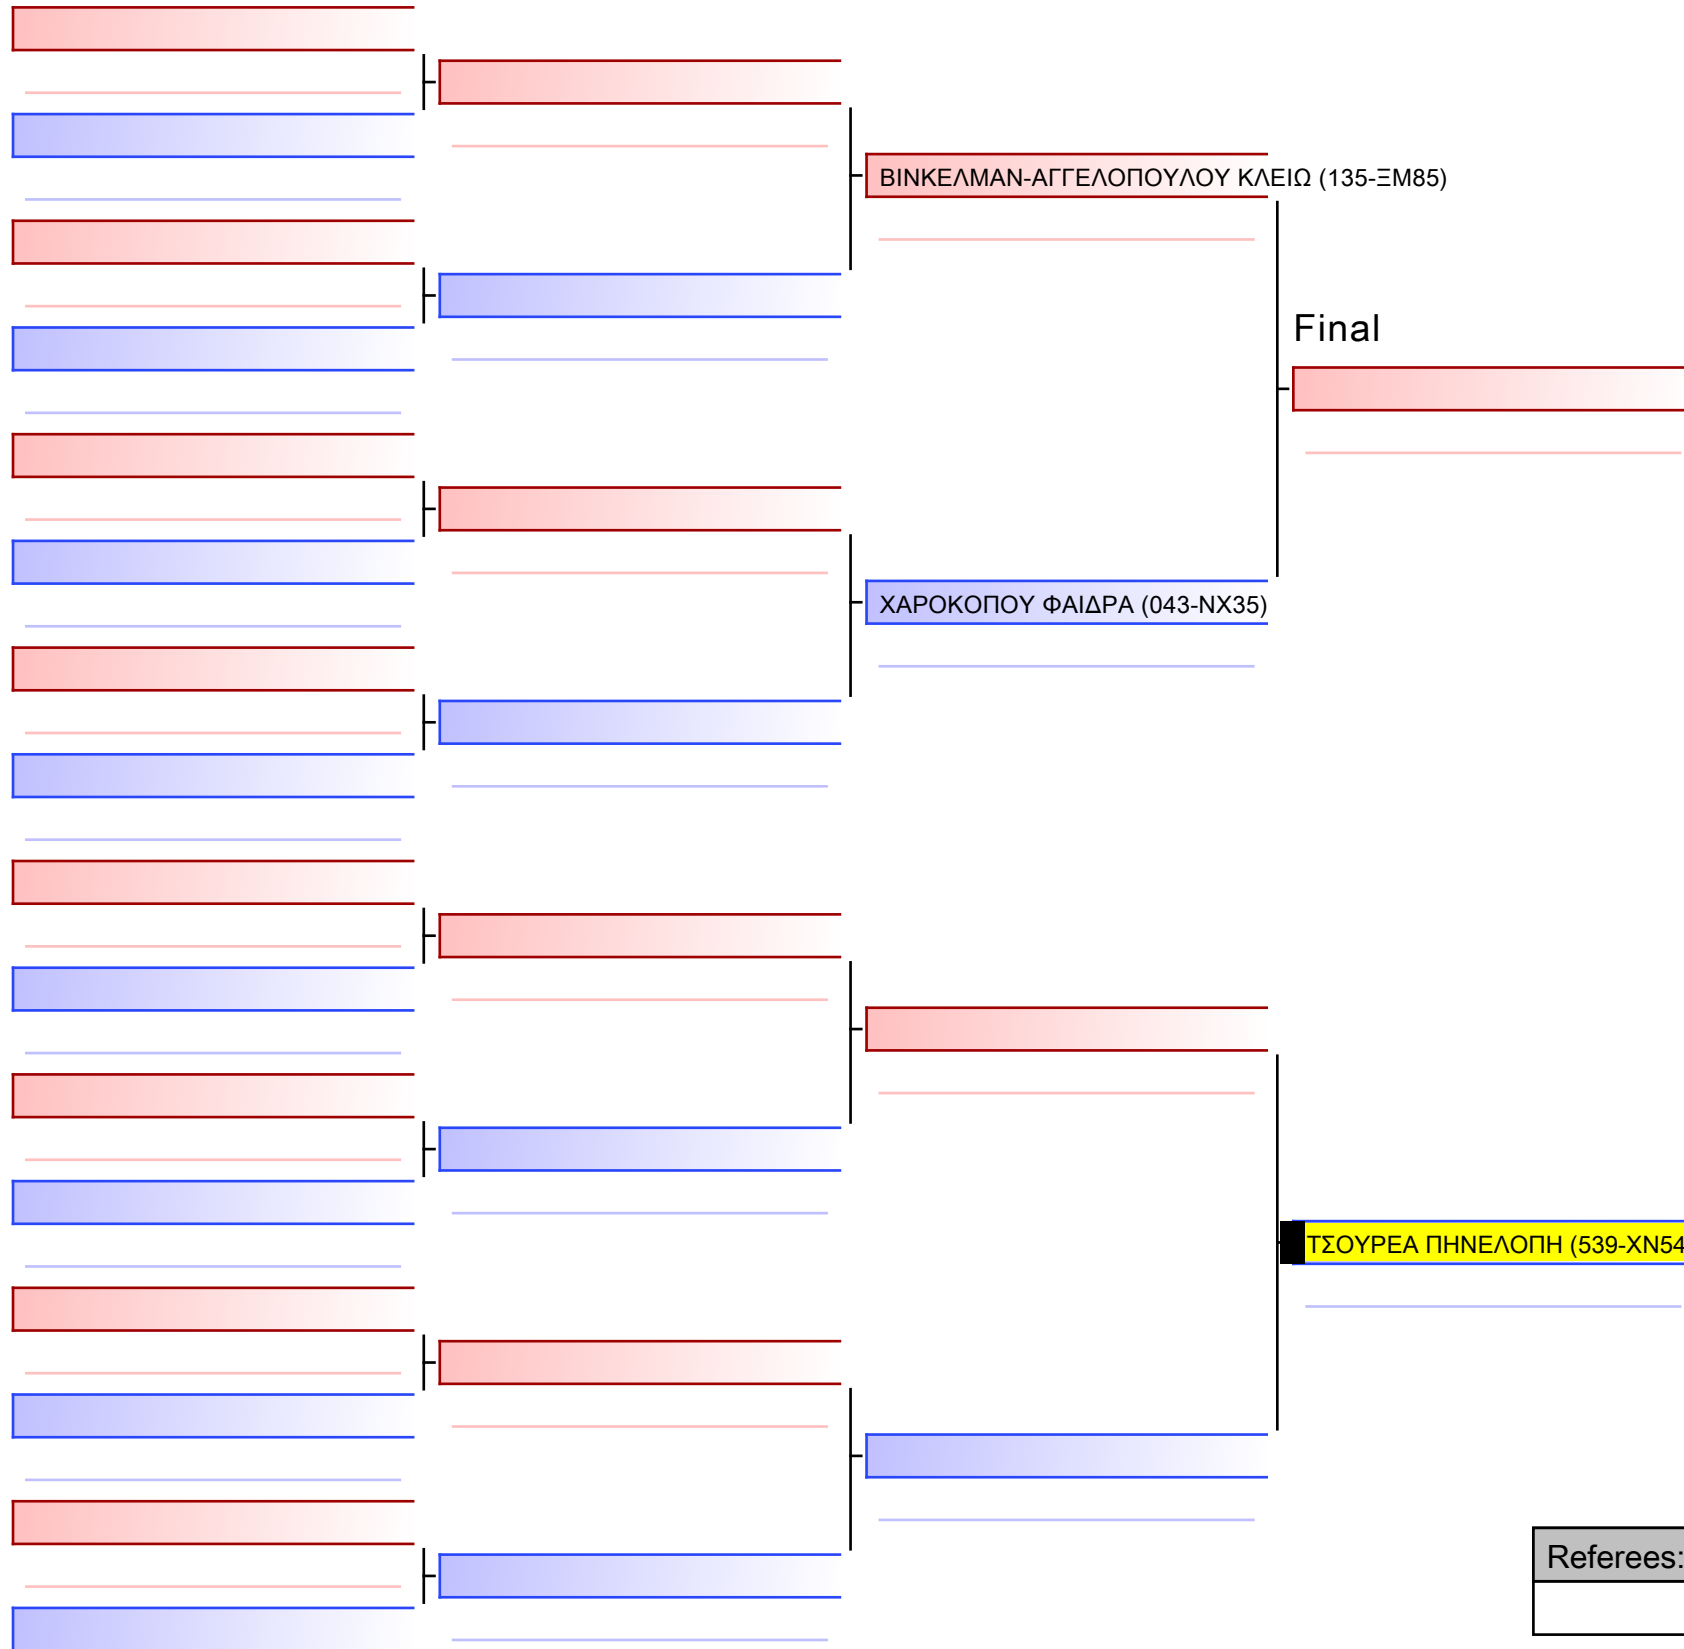 ΒΙΝΚΕΛΜΑΝ-ΑΓΓΕΛΟΠΟΥΛΟΥ ΚΛΕΙΩ (135-ΞΜ85)
Final
ΧΑΡΟΚΟΠΟΥ ΦΑΙΔΡΑ (043-ΝΧ35)
ΤΣΟΥΡΕΑ ΠΗΝΕΛΟΠΗ (539-ΧΝ54
Referees: